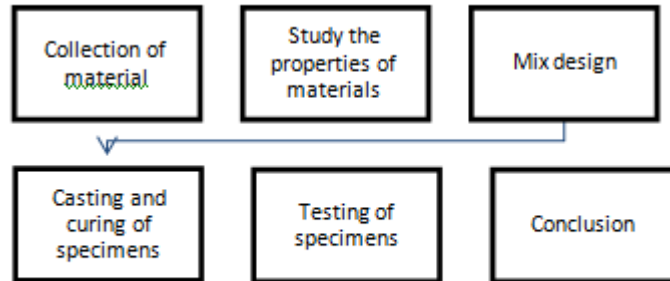 Collection of
material
Study the
properties of
materials
Mix design
Casting and
curing of
specimens
Testing of
specimens
Conclusion